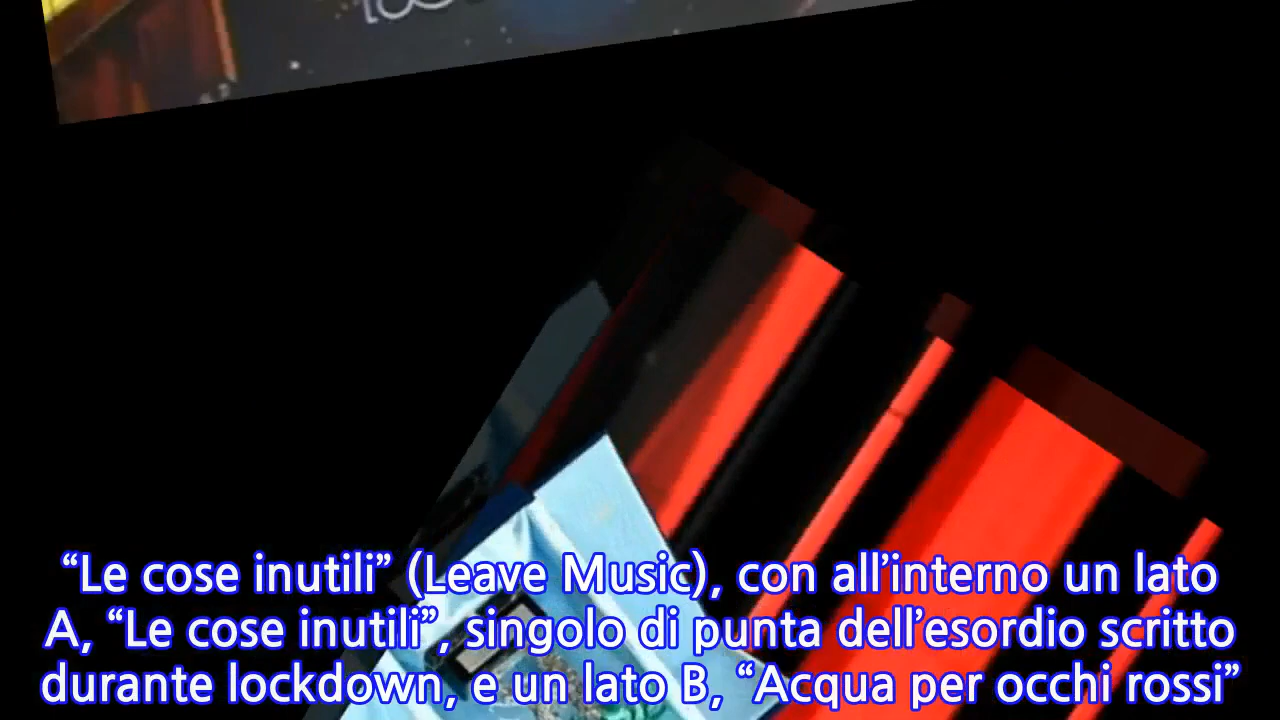 “Le cose inutili” (Leave Music), con all’interno un lato
A, “Le cose inutili”, singolo di punta dell’esordio scritto
durante lockdown, e un lato B, “Acqua per occhi rossi”